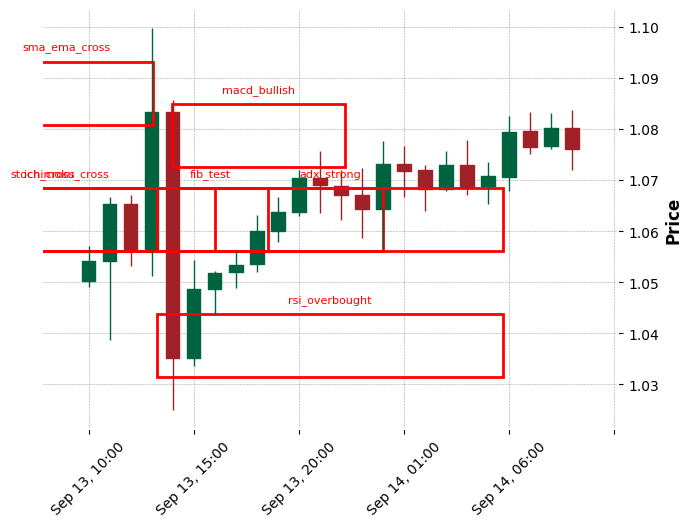 sma_ema_cross
macd_bullish
fib_test
adx_strong
rsi_overbought
1.10
1.09
1.08
1.07
1.06
1.05
1.04
1.03
Price
Sep 13, 10:00
Sep 13, 15:00
Sep 13, 20:00
Sep 14, 01:00
Sep 14, 06:00